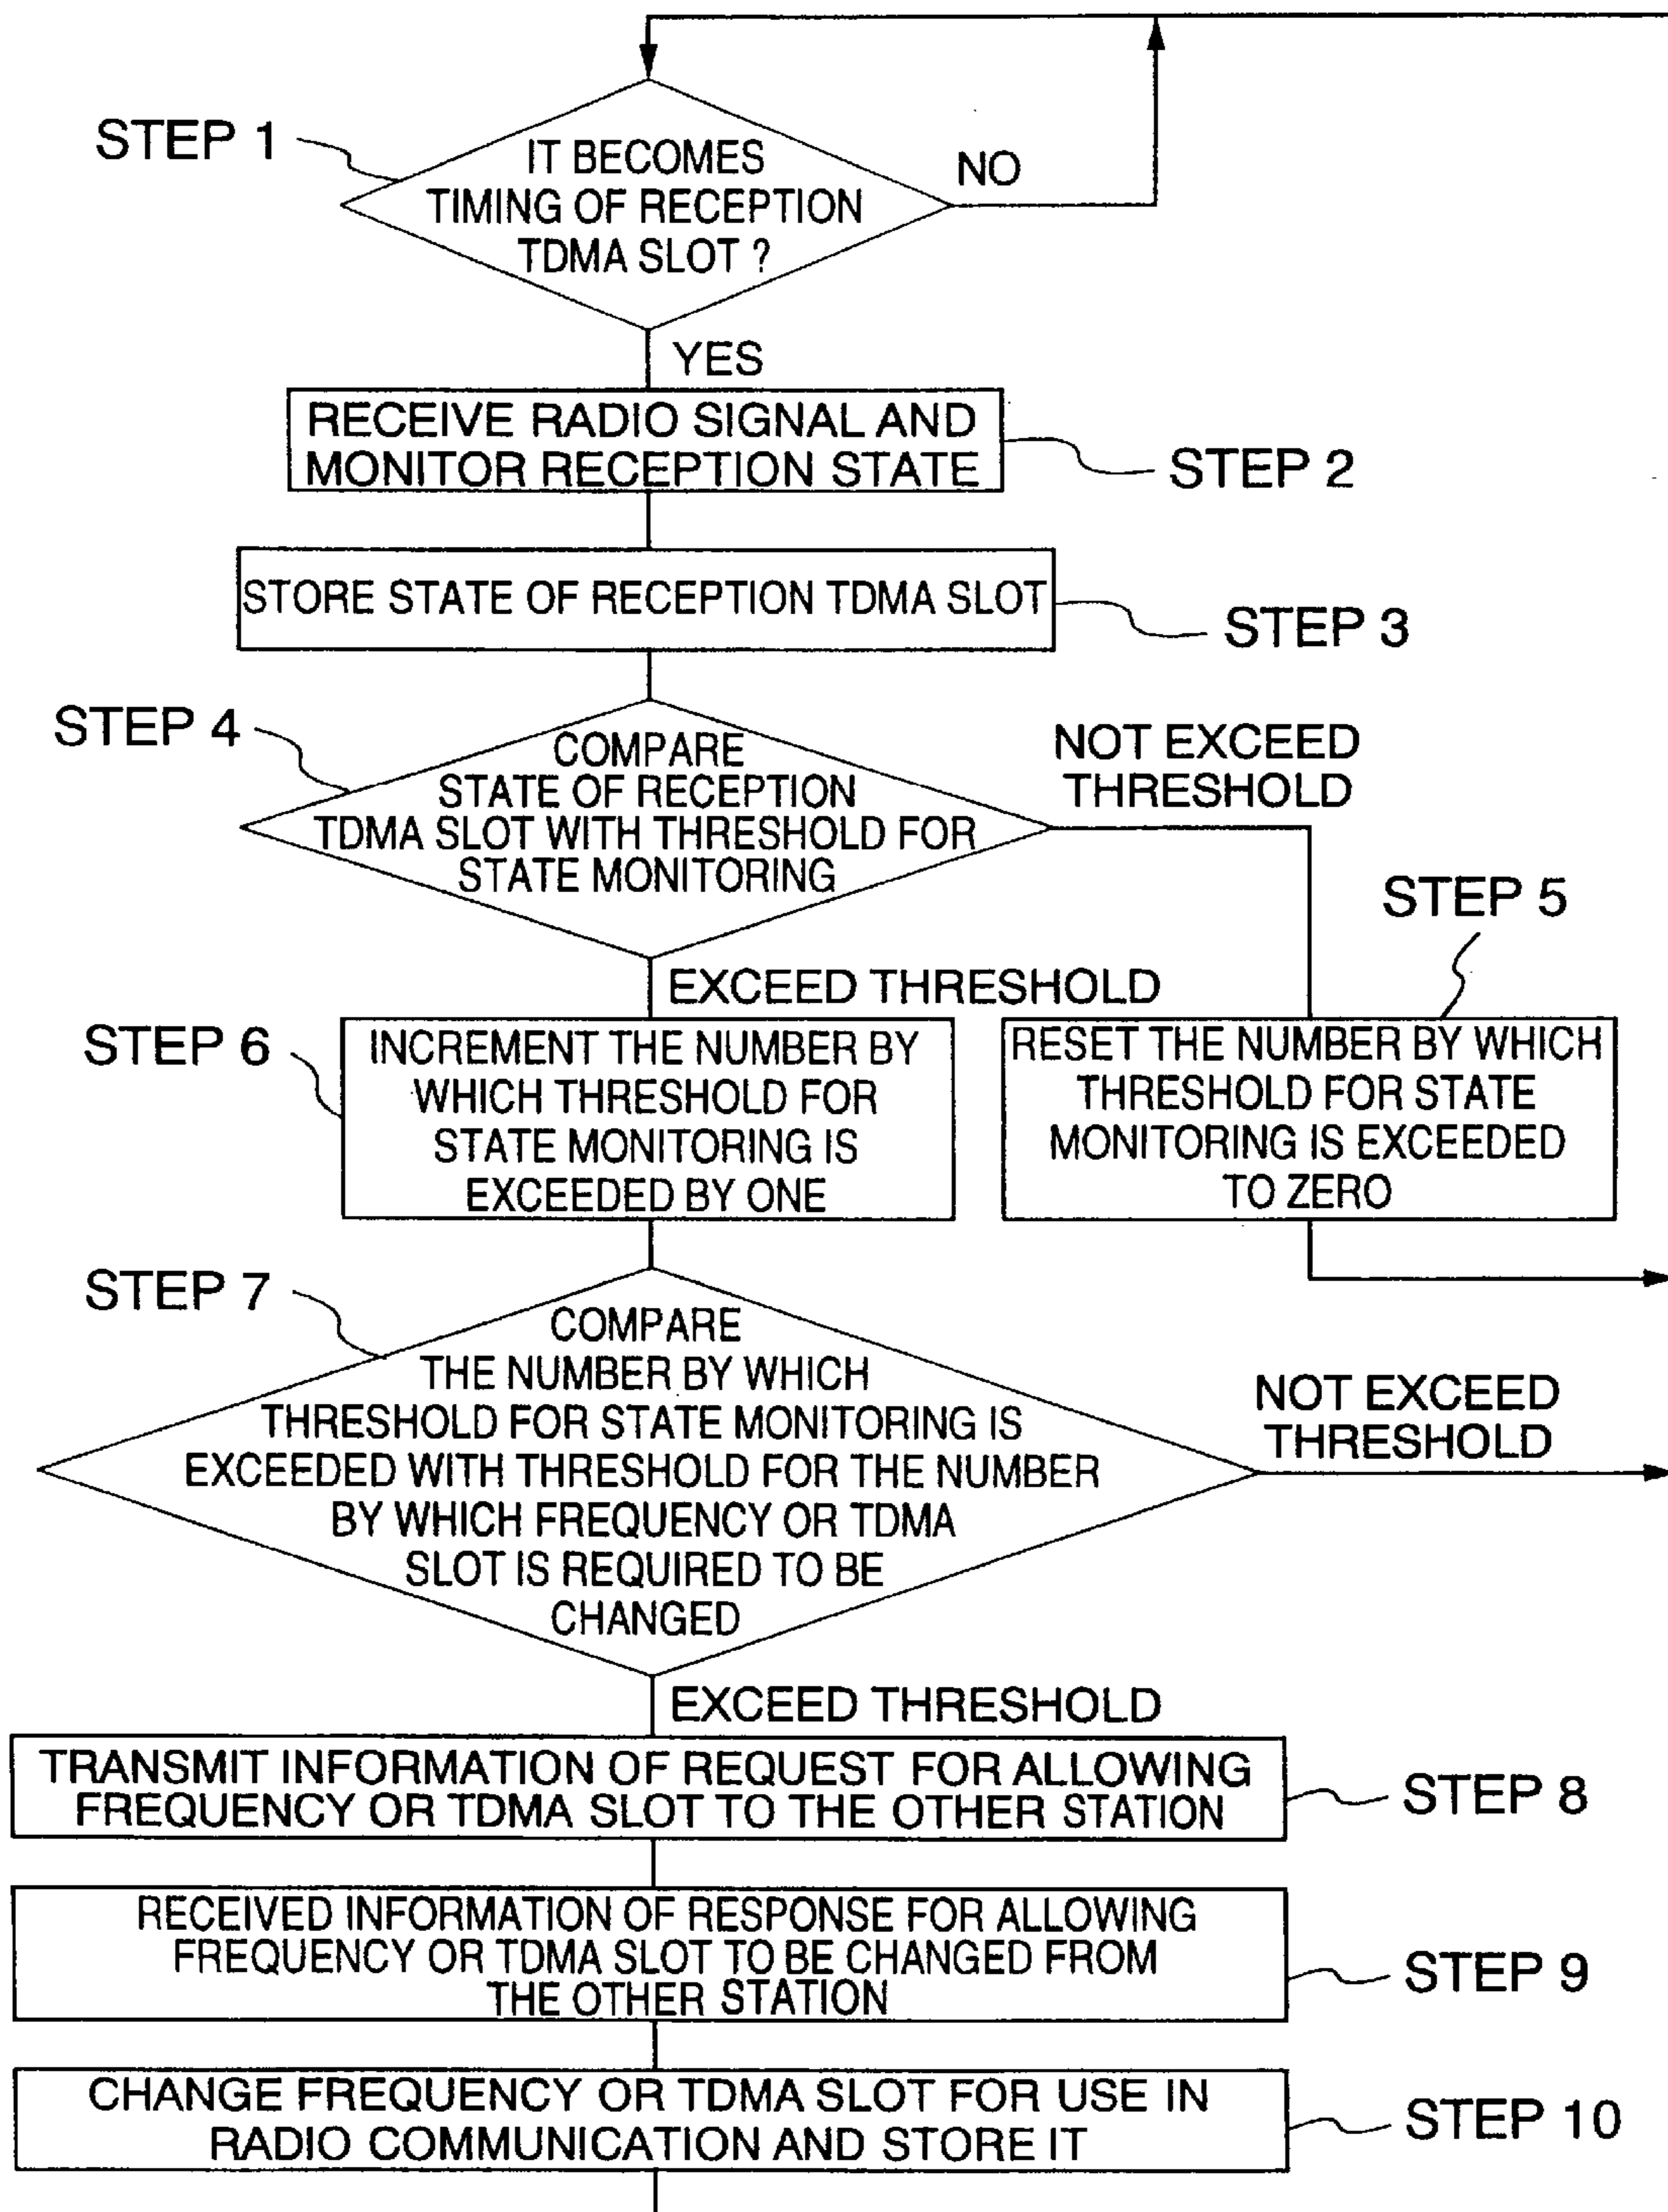 STEP 1
IT BECOMES
TIMING OF RECEPTION
TDMA SLOT ?
NO
YES
RECEIVE RADIO SIGNAL AND
MONITOR RECEPTION STATE
STEP 2
STORE STATE OF RECEPTION TDMA SLOT
STEP 3
STEP 4
COMPARE
STATE OF RECEPTION
TDMA SLOT WITH THRESHOLD FOR
STATE MONITORING
NOT EXCEED
THRESHOLD
STEP 5
EXCEED THRESHOLD
STEP 6
INCREMENT THE NUMBER BY
WHICH THRESHOLD FOR
STATE MONITORING IS
EXCEEDED BY ONE
RESET THE NUMBER BY WHICH
THRESHOLD FOR STATE
MONITORING IS EXCEEDED
TO ZERO
STEP 7
COMPARE
THE NUMBER BY WHICH
THRESHOLD FOR STATE MONITORING IS
EXCEEDED WITH THRESHOLD FOR THE NUMBER
BY WHICH FREQUENCY OR TDMA
SLOT IS REQUIRED TO BE
CHANGED
NOT EXCEED
THRESHOLD
EXCEED THRESHOLD
TRANSMIT INFORMATION OF REQUEST FOR ALLOWING
FREQUENCY OR TDMA SLOT TO THE OTHER STATION
STEP 8
RECEIVED INFORMATION OF RESPONSE FOR ALLOWING
FREQUENCY OR TDMA SLOT TO BE CHANGED FROM
THE OTHER STATION
STEP 9
CHANGE FREQUENCY OR TDMA SLOT FOR USE IN
RADIO COMMUNICATION AND STORE IT
STEP 10